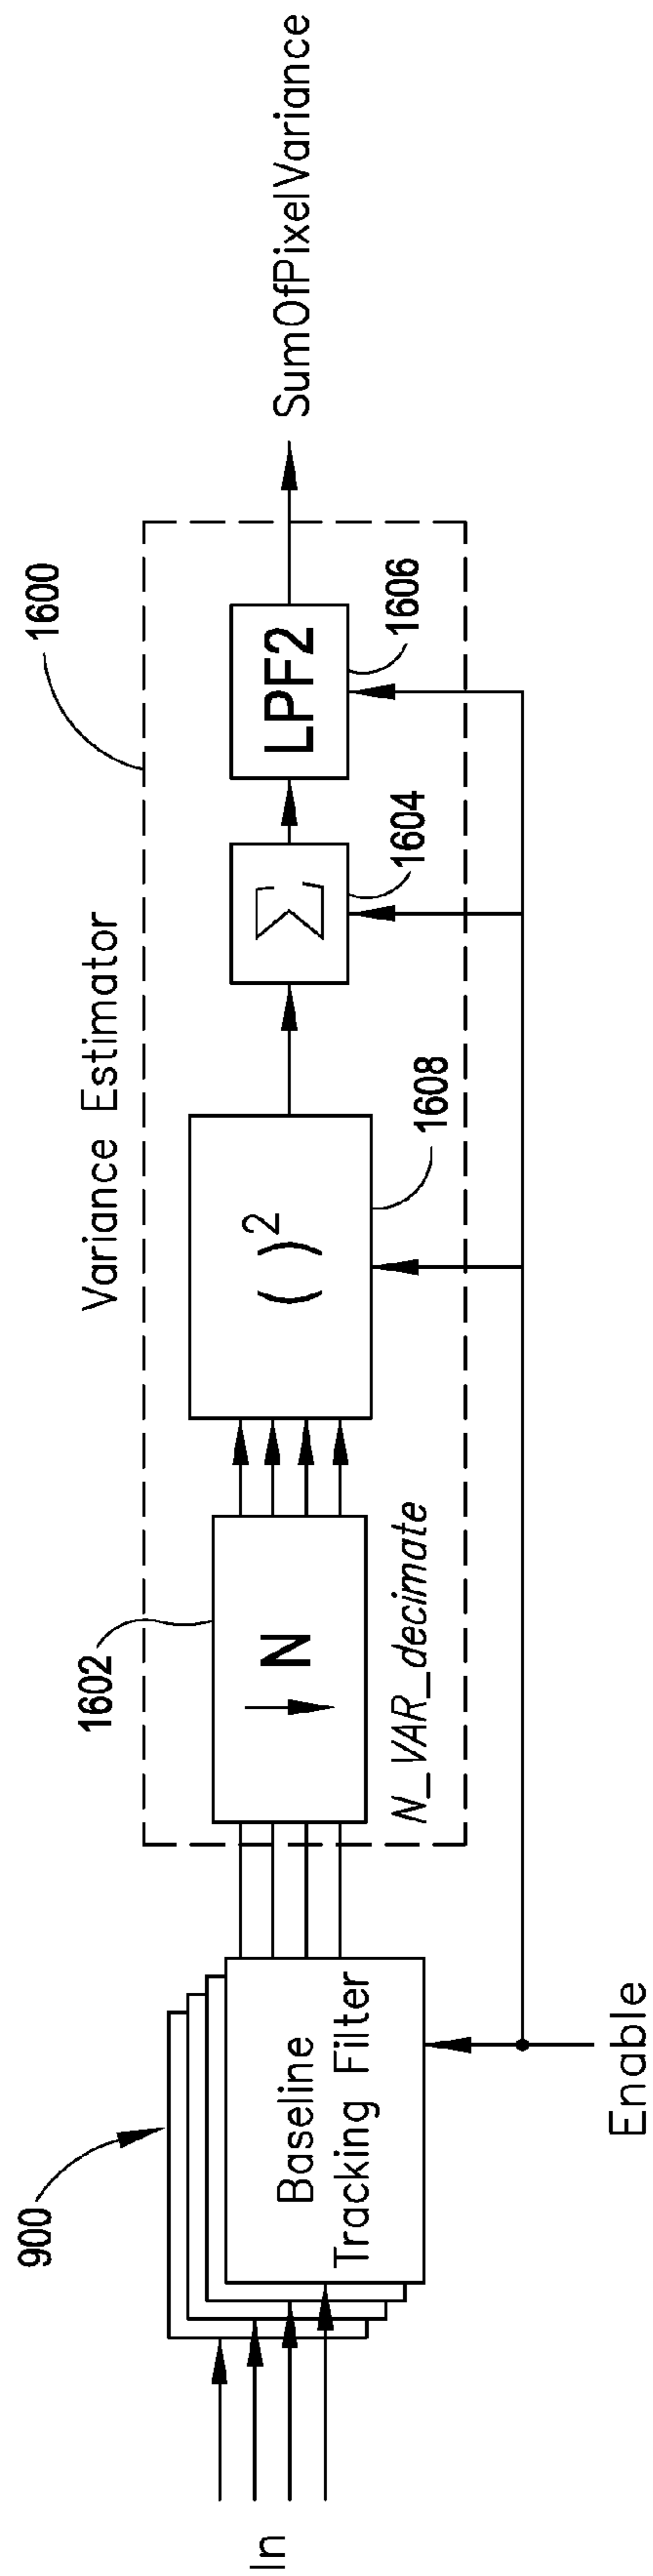 Variance Estimator
1600
900
In
Baseline
Tracking Filter
Enable
1602
↓ N
N_VAR_decimate
( )²
1608
Σ
1604
LPF2
1606
SumOfPixelVariance